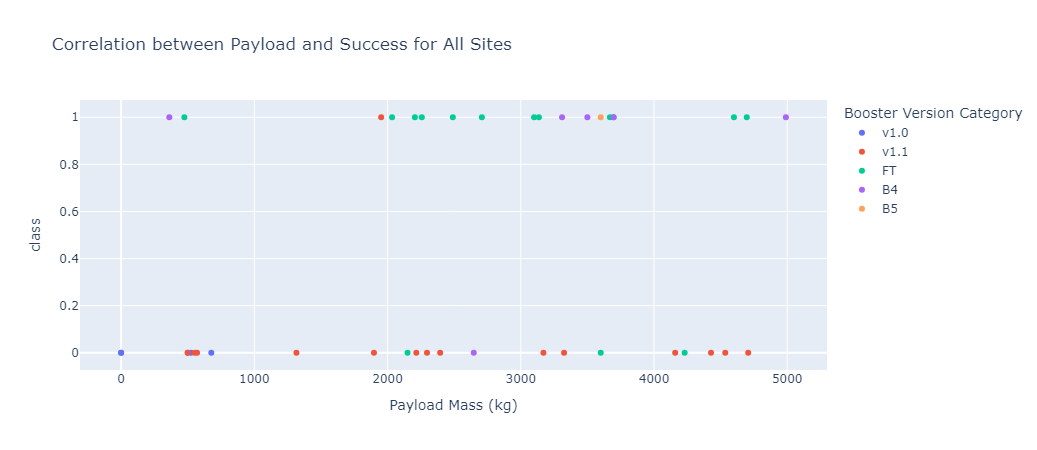 Correlation between Payload and Success for All Sites
Booster Version Category
v1.0
v1.1
FT
B4
B5
class
1
0.8
0.6
0.4
0.2
0
0 1000 2000 3000 4000 5000
Payload Mass (kg)